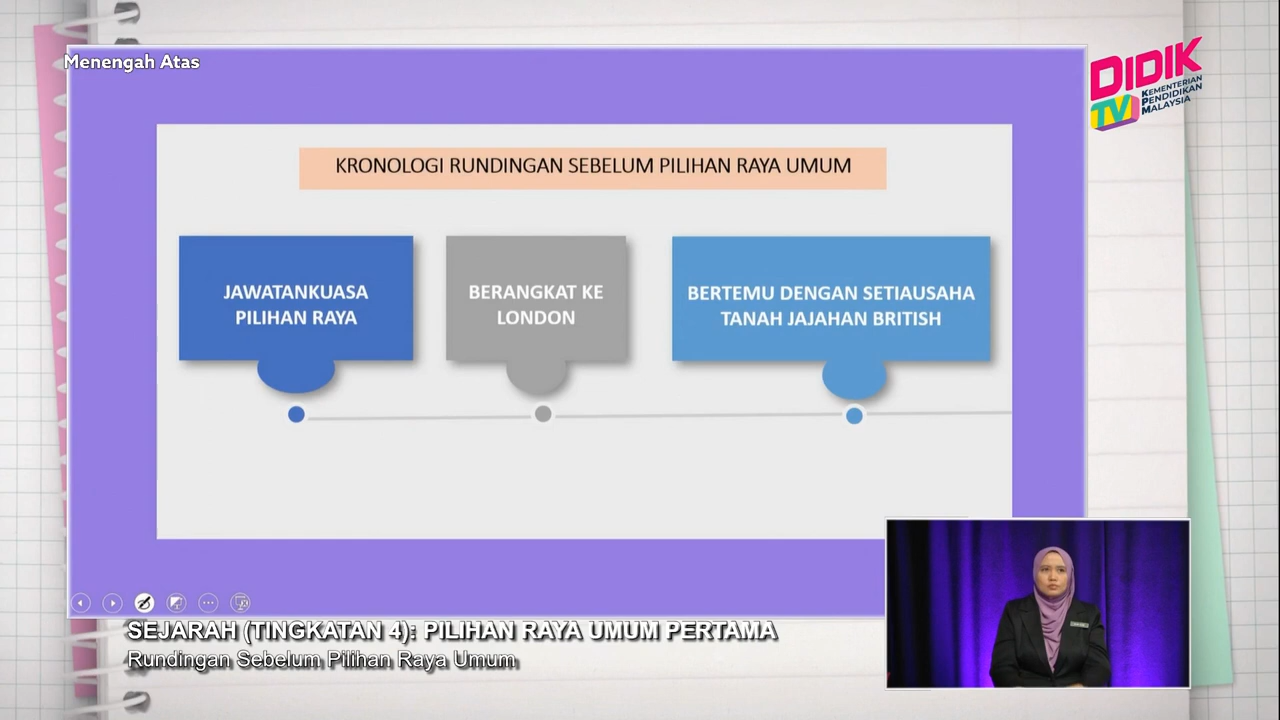 Menengah Atas
DIDIK
TV
KEMENTERIAN
PENDIDIKAN
MALAYSIA
KRONOLOGI RUNDINGAN SEBELUM PILIHAN RAYA UMUM
JAWATANKUASA
PILIHAN RAYA
BERANGKAT KE
LONDON
BERTEMU DENGAN SETIAUSAHA
TANAH JAJAHAN BRITISH
SEJARAH (TINGKATAN 4): PILIHAN RAYA UMUM PERTAMA
Rundingan Sebelum Pilihan Raya Umum